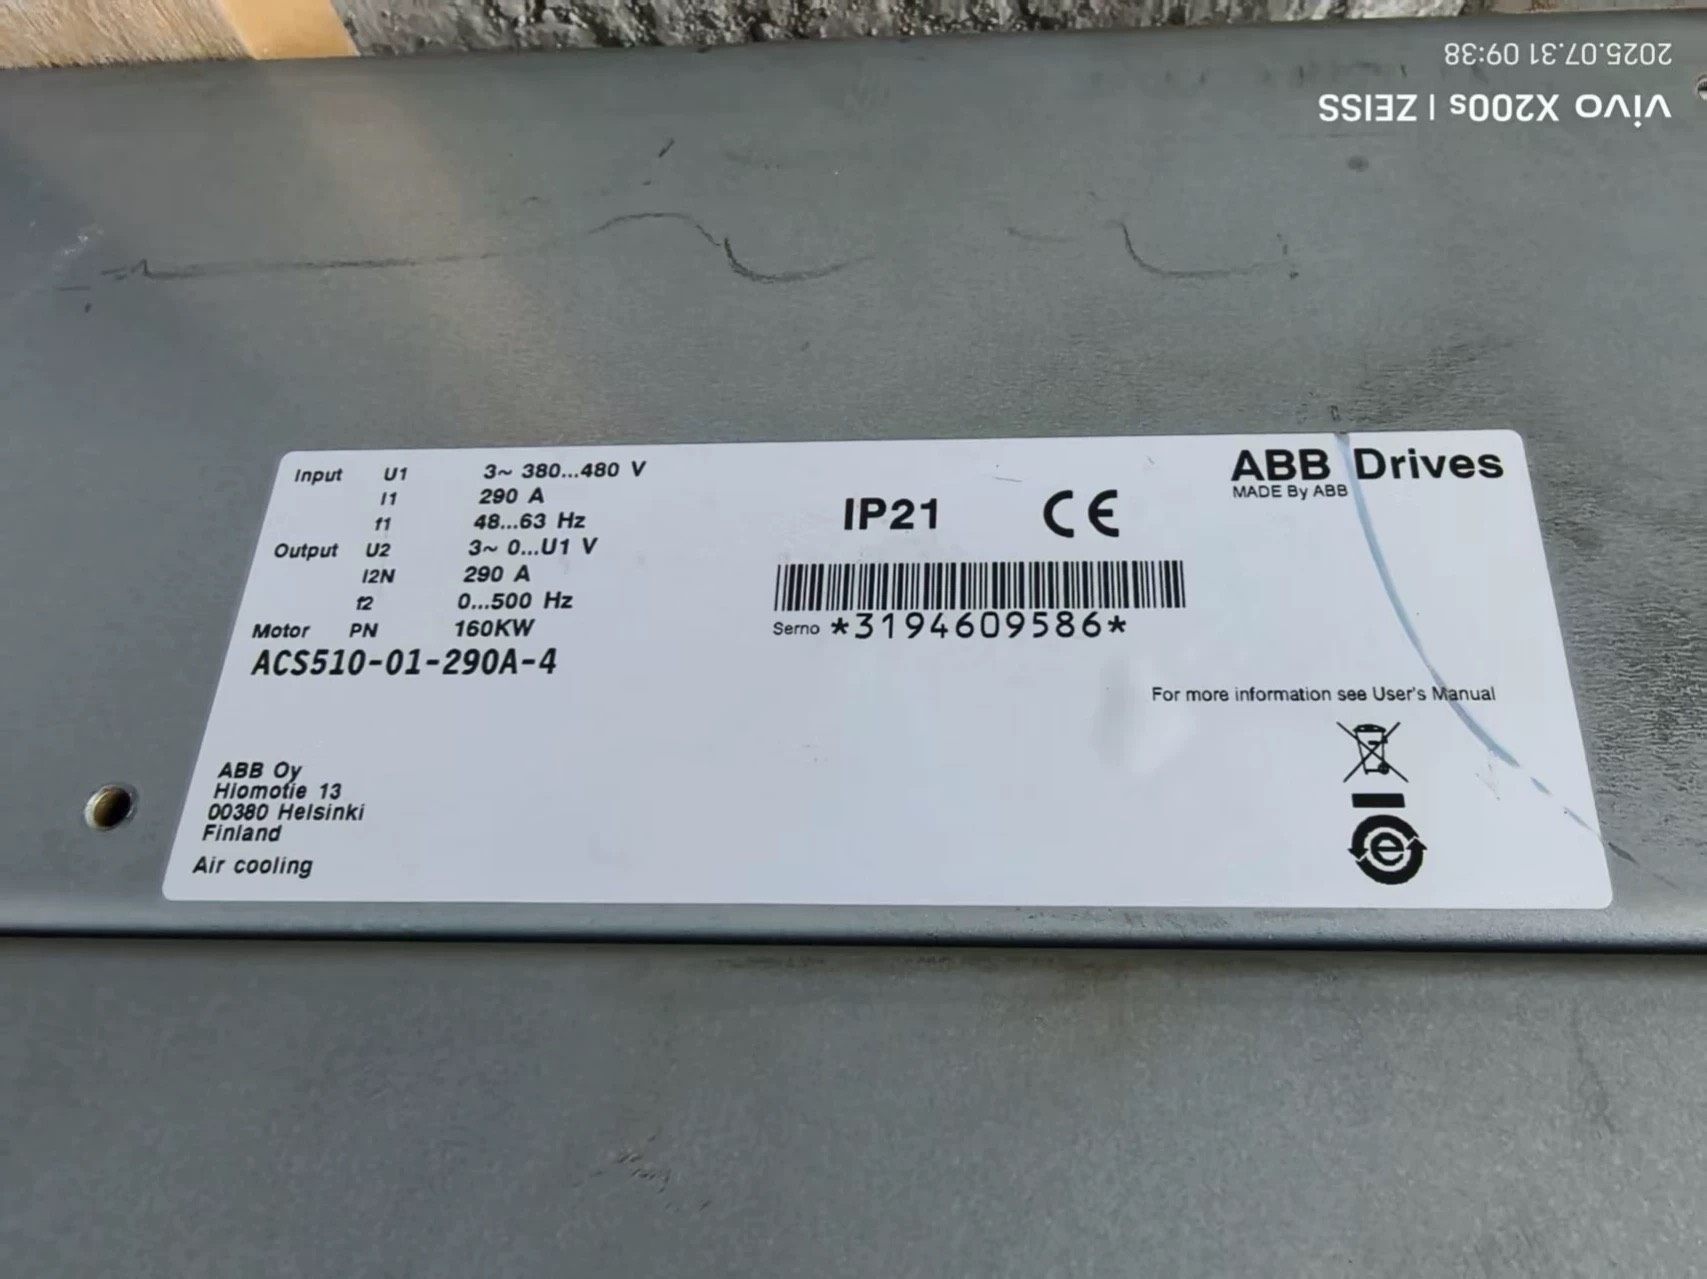 Input U1 3~ 380...480 V
I1 290 A
f1 48...63 Hz
Output U2 3~ 0...U1 V
I2N 290 A
f2 0...500 Hz
Motor PN 160KW
ACS510-01-290A-4
ABB Oy
Hiomotie 13
00380 Helsinki
Finland
Air cooling
IP21 CE
Serno *3194609586*
ABB Drives
MADE By ABB
For more information see User's Manual
e
vivo X200s | ZEISS
2025.07.31 09:38